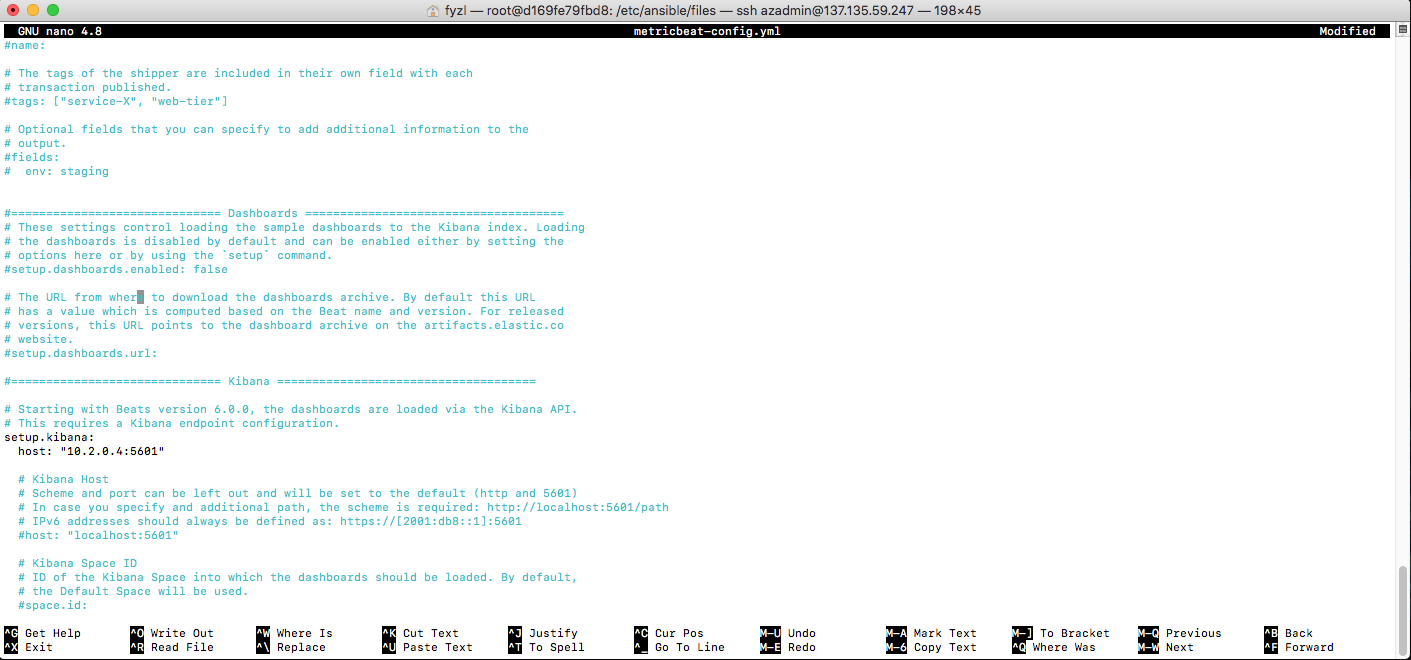 fyzl — root@d169fe79fbd8: /etc/ansible/files — ssh azadmin@137.135.59.247 — 198×45
GNU nano 4.8 metricbeat-config.yml Modified
#name:
# The tags of the shipper are included in their own field with each
# transaction published.
#tags: ["service-X", "web-tier"]
# Optional fields that you can specify to add additional information to the
# output.
#fields:
#  env: staging
#============================== Dashboards =====================================
# These settings control loading the sample dashboards to the Kibana index. Loading
# the dashboards is disabled by default and can be enabled either by setting the
# options here or by using the `setup` command.
#setup.dashboards.enabled: false
# The URL from where to download the dashboards archive. By default this URL
# has a value which is computed based on the Beat name and version. For released
# versions, this URL points to the dashboard archive on the artifacts.elastic.co
# website.
#setup.dashboards.url:
#============================== Kibana =====================================
# Starting with Beats version 6.0.0, the dashboards are loaded via the Kibana API.
# This requires a Kibana endpoint configuration.
setup.kibana:
  host: "10.2.0.4:5601"
  # Kibana Host
  # Scheme and port can be left out and will be set to the default (http and 5601)
  # In case you specify and additional path, the scheme is required: http://localhost:5601/path
  # IPv6 addresses should always be defined as: https://[2001:db8::1]:5601
  #host: "localhost:5601"
  # Kibana Space ID
  # ID of the Kibana Space into which the dashboards should be loaded. By default,
  # the Default Space will be used.
  #space.id:
^G Get Help ^O Write Out ^W Where Is ^K Cut Text ^J Justify ^C Cur Pos M-U Undo M-A Mark Text M-] To Bracket M-Q Previous ^B Back
^X Exit ^R Read File ^\ Replace ^U Paste Text ^T To Spell ^_ Go To Line M-E Redo M-6 Copy Text ^Q Where Was M-W Next ^F Forward